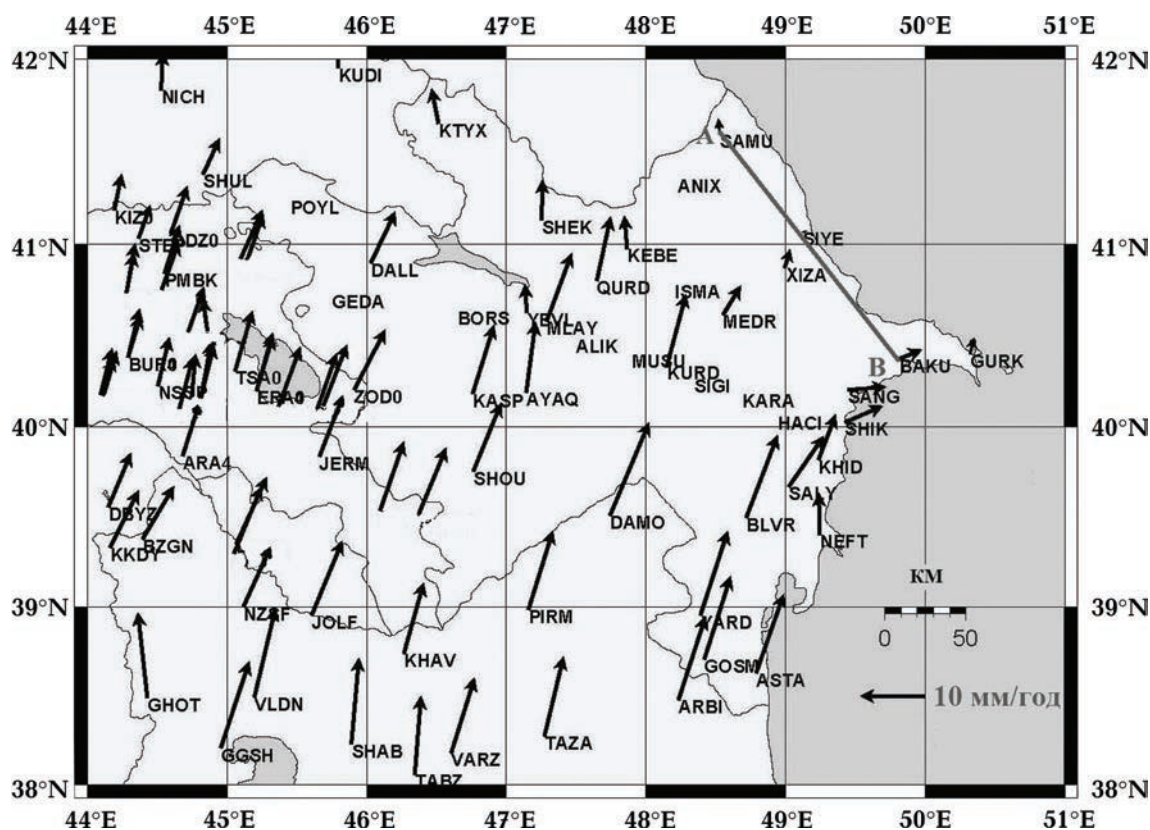 44°E 45°E 46°E 47°E 48°E 49°E 50°E 51°E
42°N 42°N
KUDI
NICH
KTYX
A SAMU
SHUL
ANIX
KIZ0
POYL
SHEK
STE DZ0
SIYE
41°N 41°N
KEBE
DALL
XIZA
PMBK
QURD
ISMA
GEDA
BORS YEVL
MEDR
MLAY
ALIK
BUR0 MUSU
B BAKU GURK
TSA0
KURD
SIGI
NSSP ERA0 ZOD0 KASP AYAQ KARA SANG
HACI SHIK
40°N 40°N
ARA4 JERM
KHID
SHOU
SALY
DBYZ DAMO BLVR
KKDY BZGN
NEFT
км
39°N 39°N
NZSF JOLF PIRM YARD
0 50
KHAV
GOSM
ASTA
GHOT VLDN ARBI
10 мм/год
TAZA
GGSH SHAB VARZ
TABZ
38°N 38°N
44°E 45°E 46°E 47°E 48°E 49°E 50°E 51°E